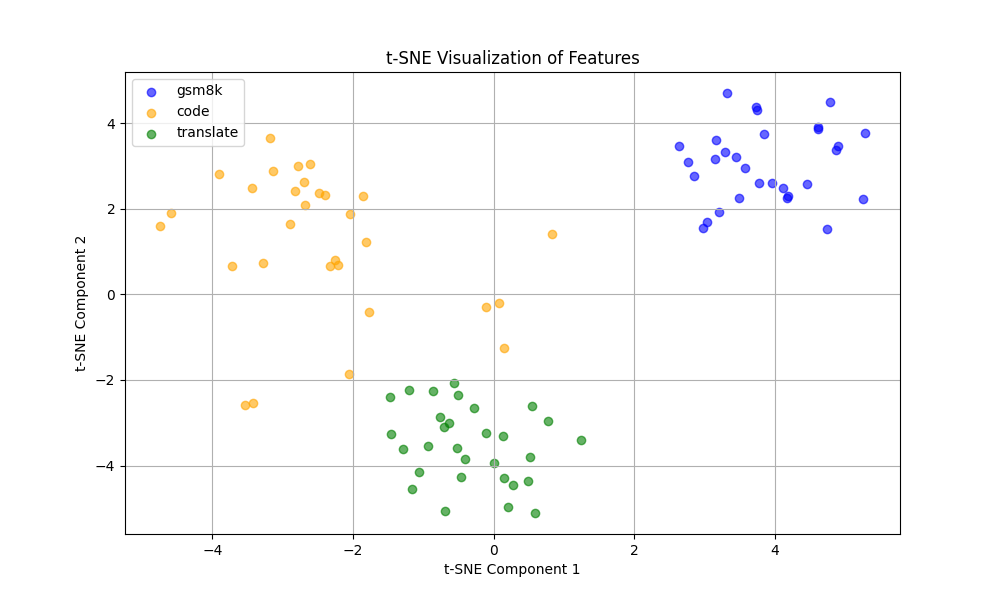 t-SNE Visualization of Features
gsm8k
code
translate
t-SNE Component 2
4
2
0
−2
−4
−4
−2
0
2
4
t-SNE Component 1